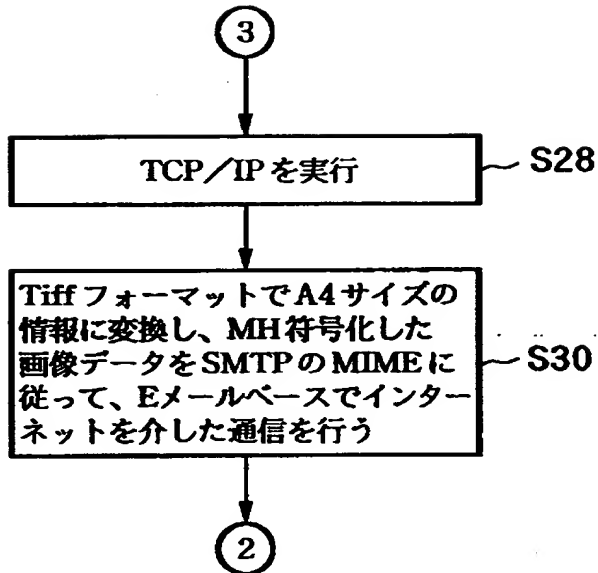 3
TCP/IPを実行
S28
Tiffフォーマットで A4サイズの
情報に変換し、MH符号化した
画像データをSMTPのMIMEに
従って、Eメールベースでインター
ネットを介した通信を行う
S30
2